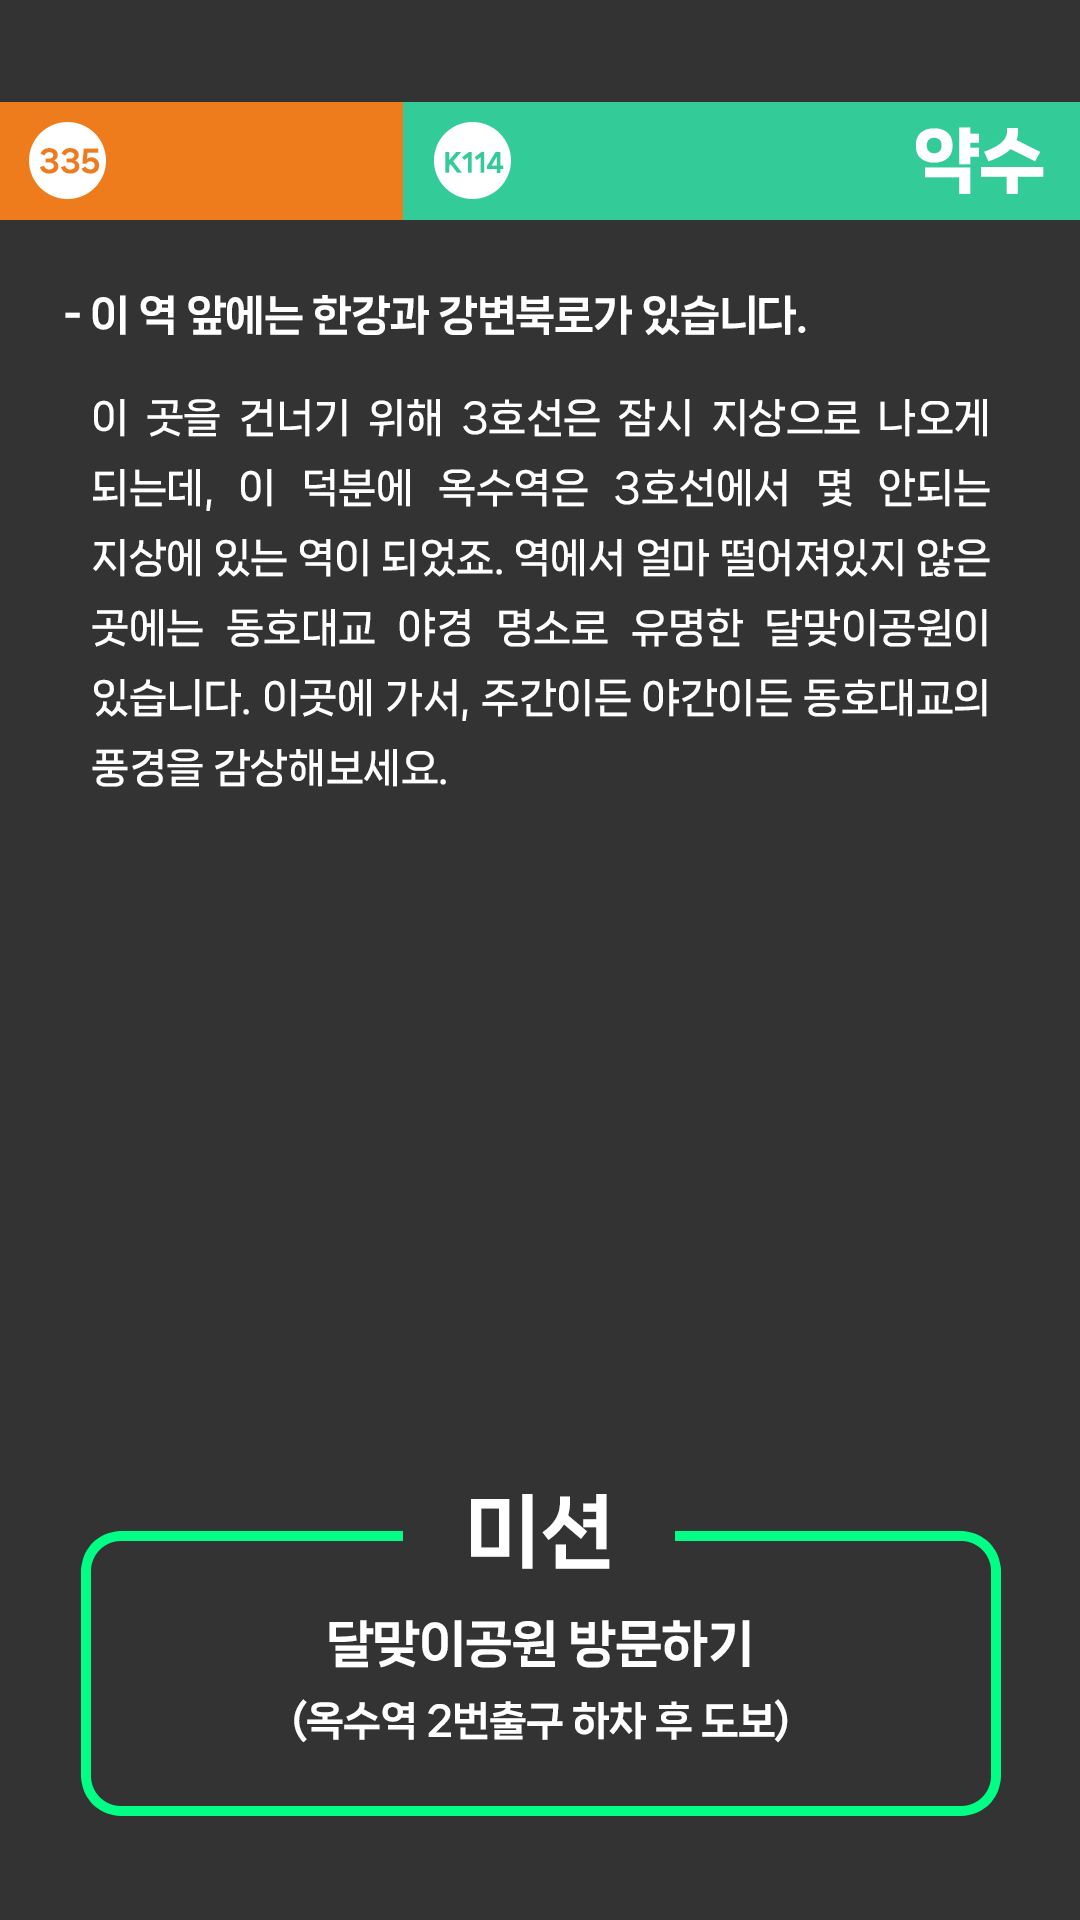 335
K114
약수
- 이 역 앞에는 한강과 강변북로가 있습니다.
이 곳을 건너기 위해 3호선은 잠시 지상으로 나오게
되는데, 이 덕분에 옥수역은 3호선에서 몇 안되는
지상에 있는 역이 되었죠. 역에서 얼마 떨어져있지 않은
곳에는 동호대교 야경 명소로 유명한 달맞이공원이
있습니다. 이곳에 가서, 주간이든 야간이든 동호대교의
풍경을 감상해보세요.
미션
달맞이공원 방문하기
(옥수역 2번출구 하차 후 도보)